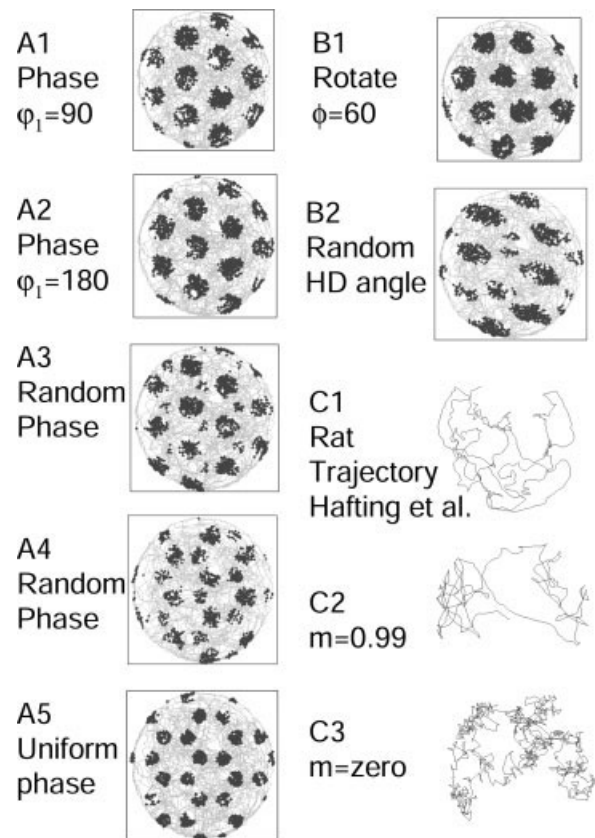 A1
Phase
φ₁=90
A2
Phase
φ₁=180
A3
Random
Phase
A4
Random
Phase
A5
Uniform
phase
B1
Rotate
ϕ=60
B2
Random
HD angle
C1
Rat
Trajectory
Hafting et al.
C2
m=0.99
C3
m=zero